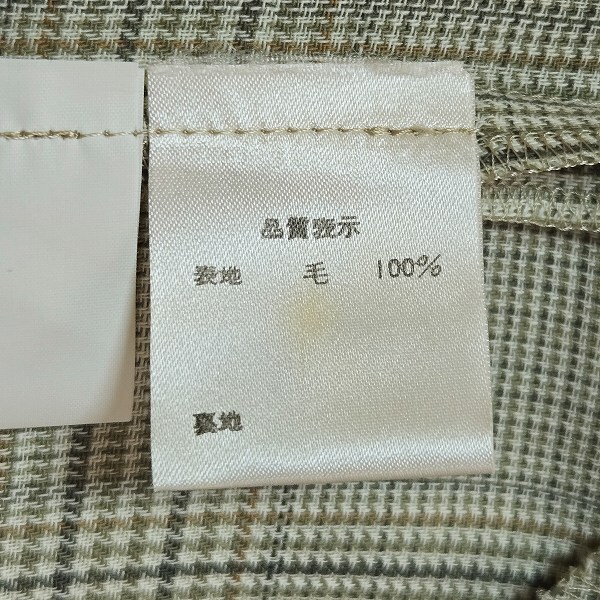 品質表示
表地 毛 100%
裏地